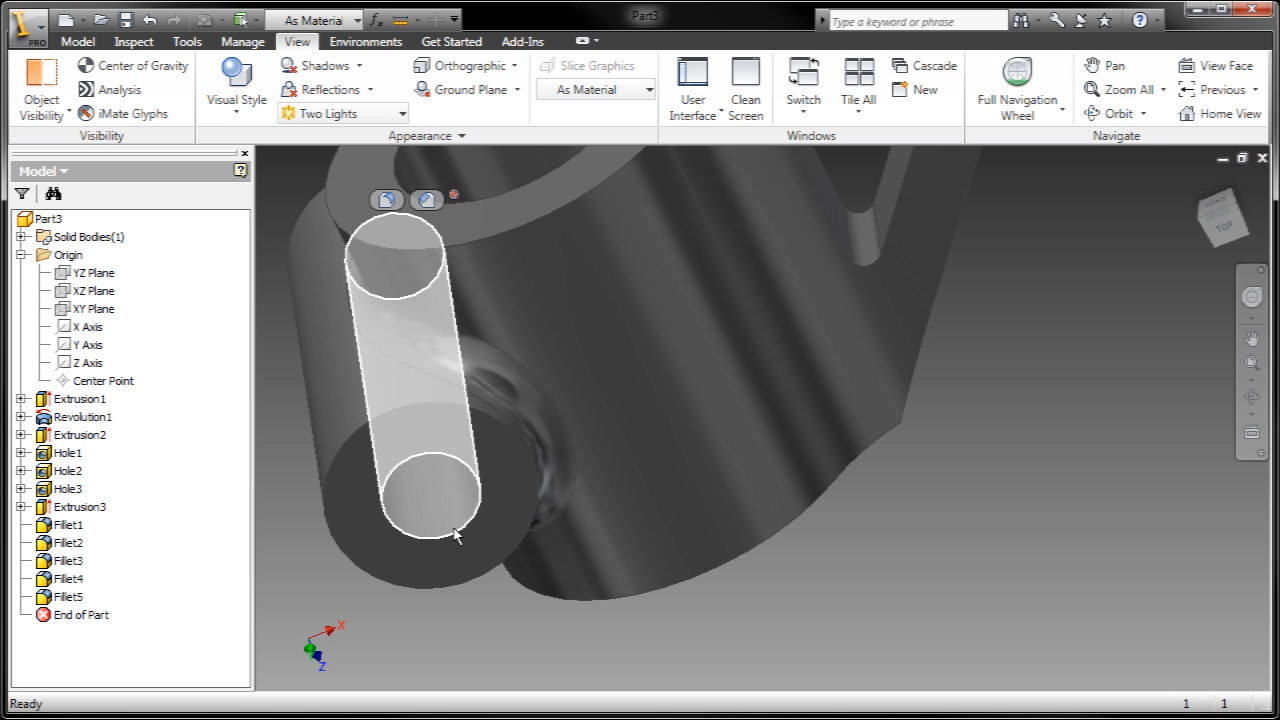 As Material
Part3
Type a keyword or phrase
PRO
Model Inspect Tools Manage View Environments Get Started Add-Ins
Object Visibility
Center of Gravity
Analysis
iMate Glyphs
Visibility
Visual Style
Shadows
Reflections
Two Lights
Orthographic
Ground Plane
Slice Graphics
As Material
Appearance
User Interface
Clean Screen
Switch
Tile All
Cascade
New
Windows
Full Navigation Wheel
Pan
Zoom All
Orbit
View Face
Previous
Home View
Navigate
Model
Part3
Solid Bodies(1)
Origin
YZ Plane
XZ Plane
XY Plane
X Axis
Y Axis
Z Axis
Center Point
Extrusion1
Revolution1
Extrusion2
Hole1
Hole2
Hole3
Extrusion3
Fillet1
Fillet2
Fillet3
Fillet4
Fillet5
End of Part
TOP
X
Z
Ready
1 1